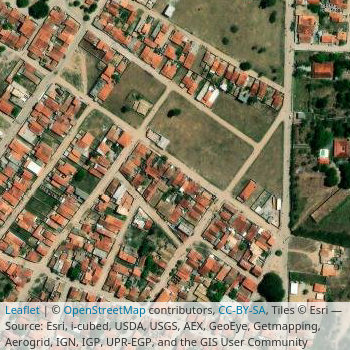 Leaflet | © OpenStreetMap contributors, CC-BY-SA, Tiles © Esri —
Source: Esri, i-cubed, USDA, USGS, AEX, GeoEye, Getmapping,
Aerogrid, IGN, IGP, UPR-EGP, and the GIS User Community